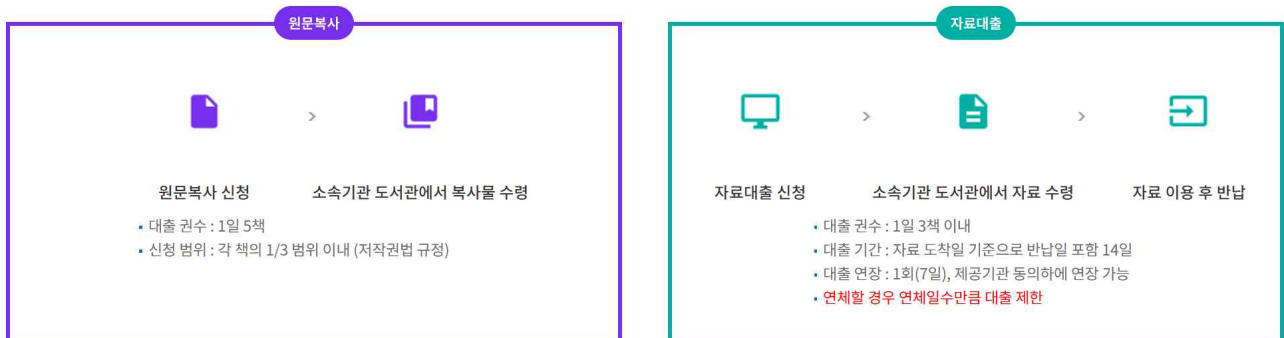 원문복사
원문복사 신청
소속기관 도서관에서 복사물 수령
대출 권수 : 1일 5책
신청 범위 : 각 책의 1/3 범위 이내 (저작권법 규정)
자료대출
자료대출 신청
소속기관 도서관에서 자료 수령
자료 이용 후 반납
대출 권수 : 1일 3책 이내
대출 기간 : 자료 도착일 기준으로 반납일 포함 14일
대출 연장 : 1회(7일), 제공기관 동의하에 연장 가능
연체할 경우 연체일수만큼 대출 제한